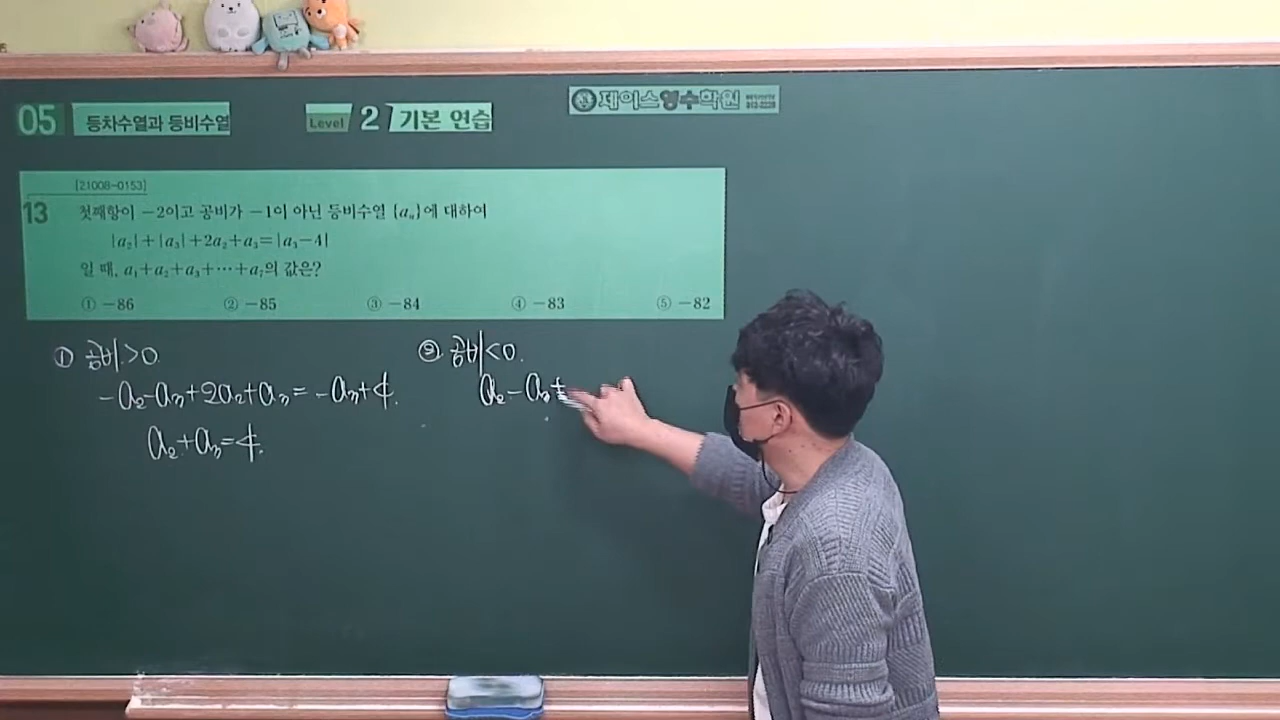 05 등차수열과 등비수열 Level 2 기본 연습
제이스영수학원
[21008-0153]
13 첫째항이 −2이고 공비가 −1이 아닌 등비수열 {aₙ}에 대하여
|a₂|+|a₃|+2a₂+a₃=|a₃−4|
일 때, a₁+a₂+a₃+⋯+a₇의 값은?
① −86 ② −85 ③ −84 ④ −83 ⑤ −82
① 공비>0.
-a₂-a₃+2a₂+a₃=-a₃+4.
a₂+a₃=4.
② 공비<0.
a₂-a₃+